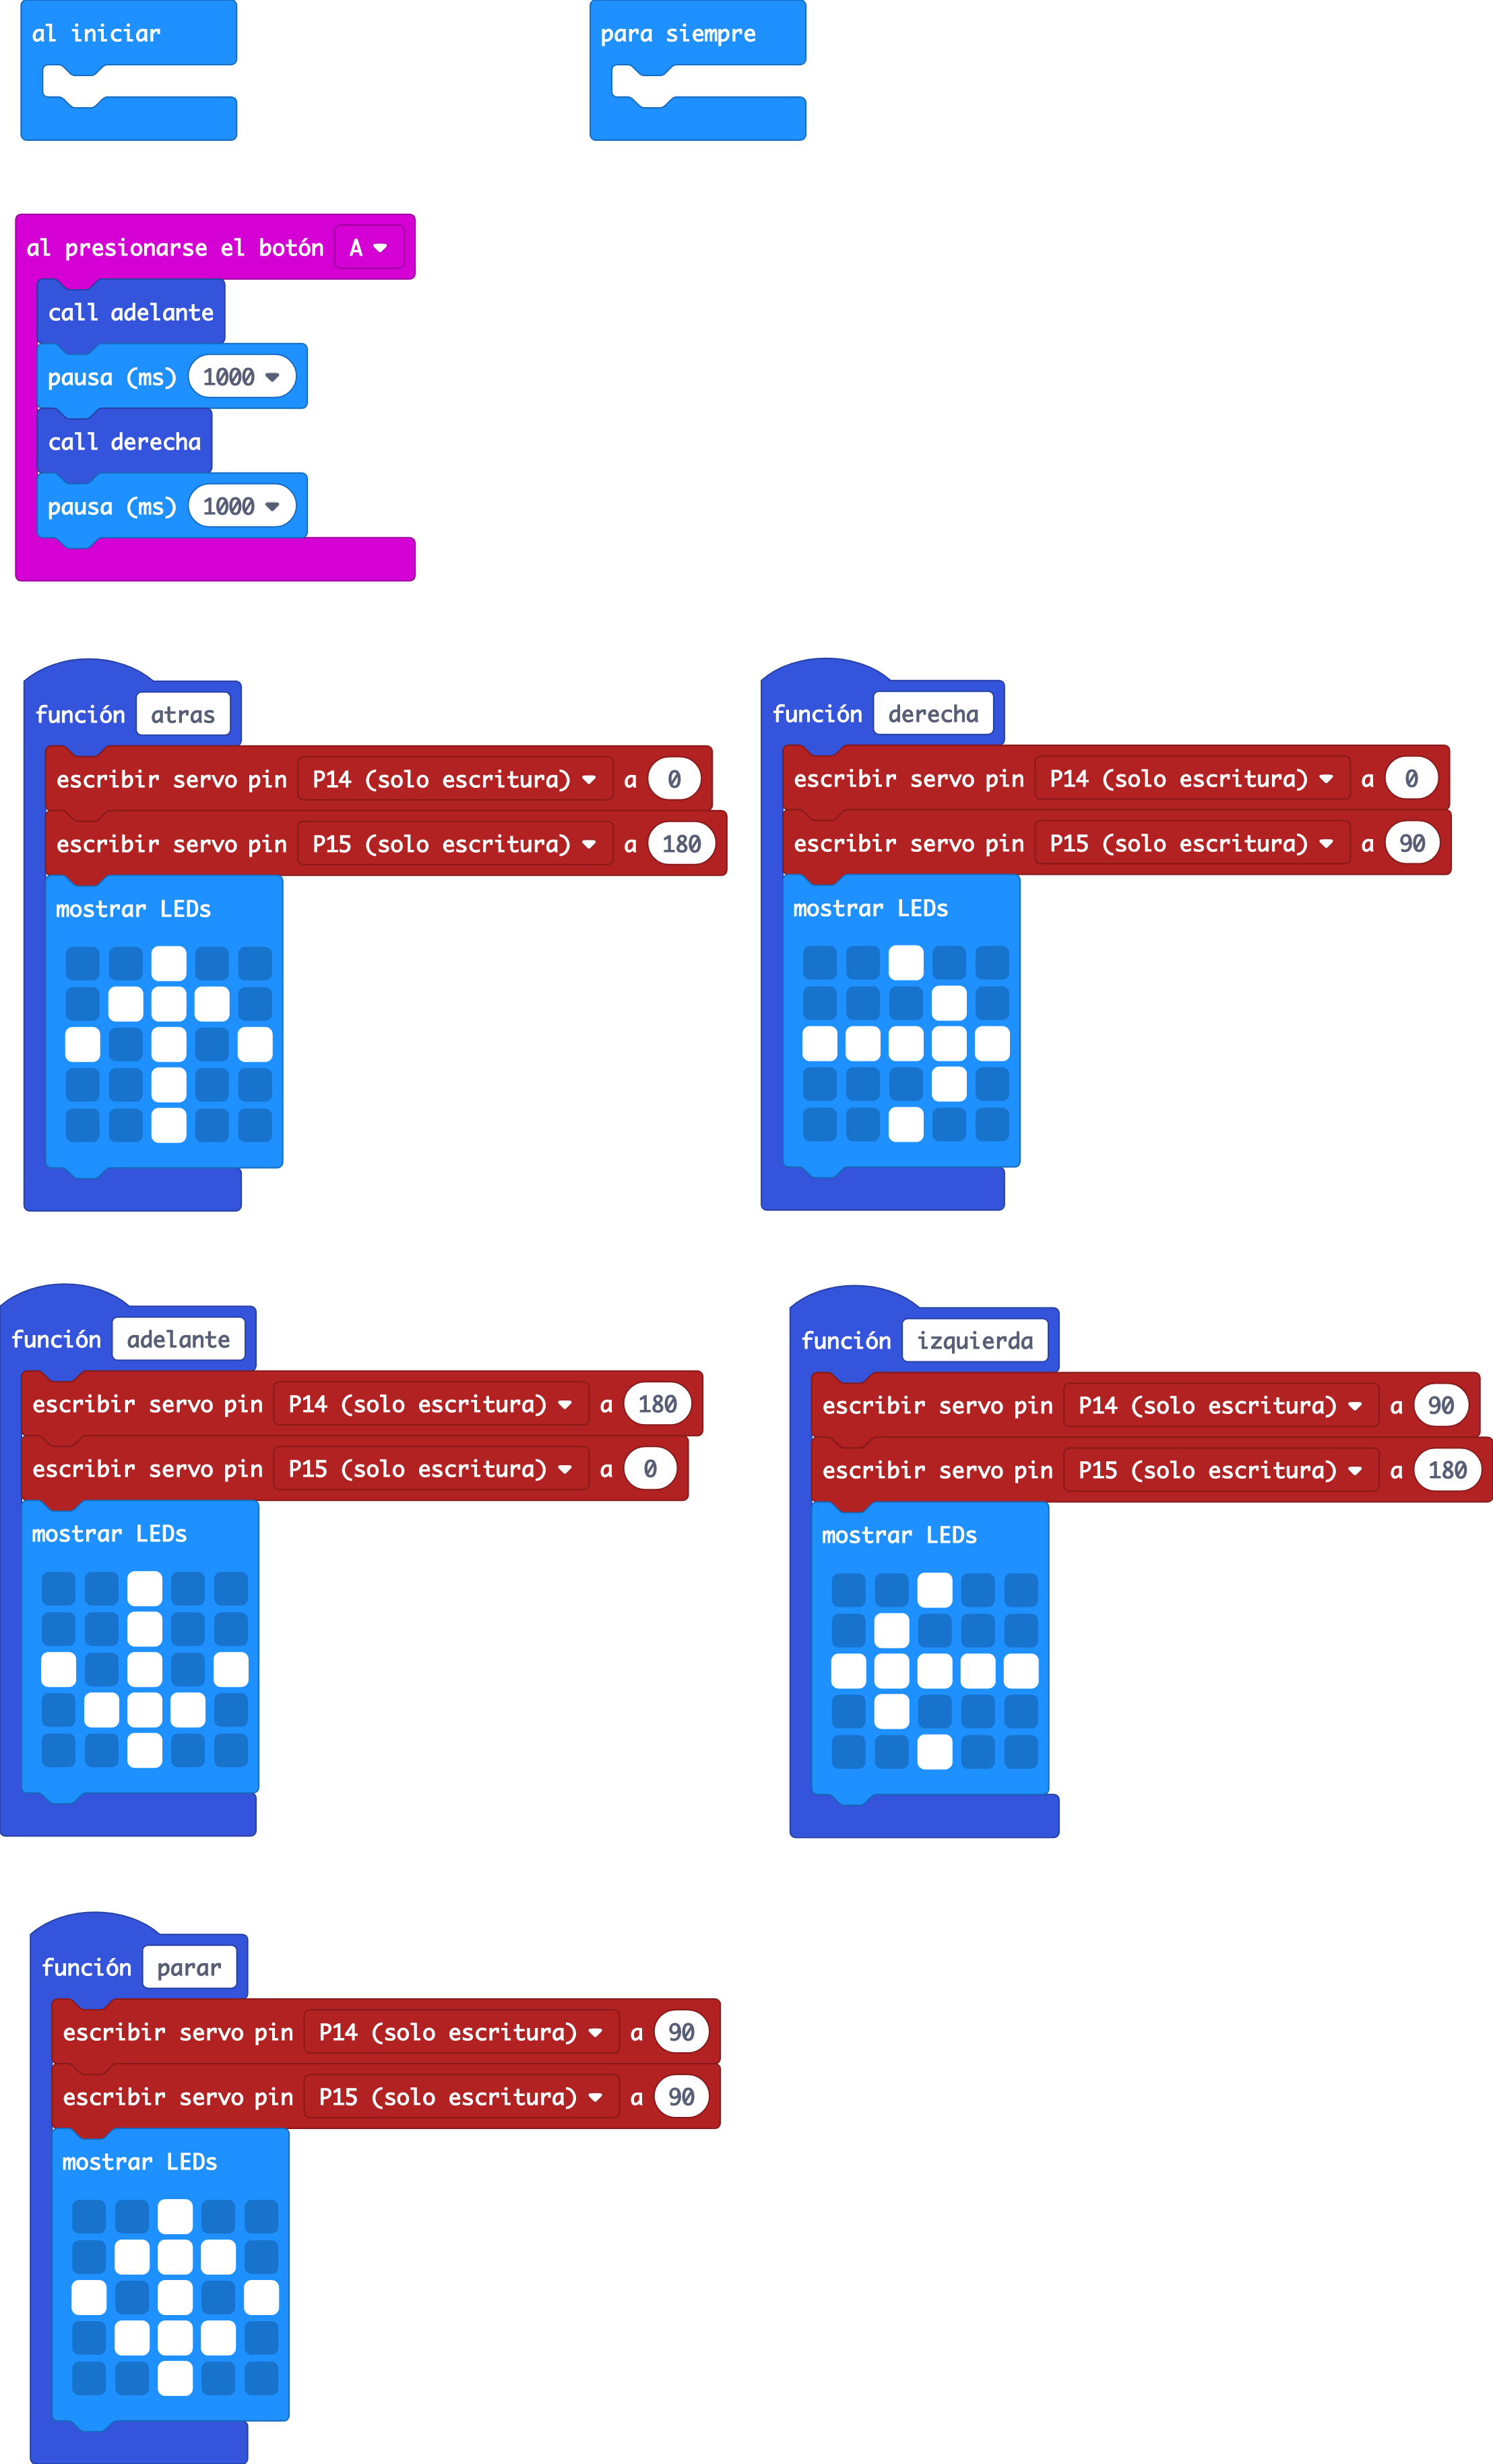 al iniciar
para siempre
al presionarse el botón A
call adelante
pausa (ms) 1000
call derecha
pausa (ms) 1000
función atras
escribir servo pin P14 (solo escritura) a 0
escribir servo pin P15 (solo escritura) a 180
mostrar LEDs
función derecha
escribir servo pin P14 (solo escritura) a 0
escribir servo pin P15 (solo escritura) a 90
mostrar LEDs
función adelante
escribir servo pin P14 (solo escritura) a 180
escribir servo pin P15 (solo escritura) a 0
mostrar LEDs
función izquierda
escribir servo pin P14 (solo escritura) a 90
escribir servo pin P15 (solo escritura) a 180
mostrar LEDs
función parar
escribir servo pin P14 (solo escritura) a 90
escribir servo pin P15 (solo escritura) a 90
mostrar LEDs